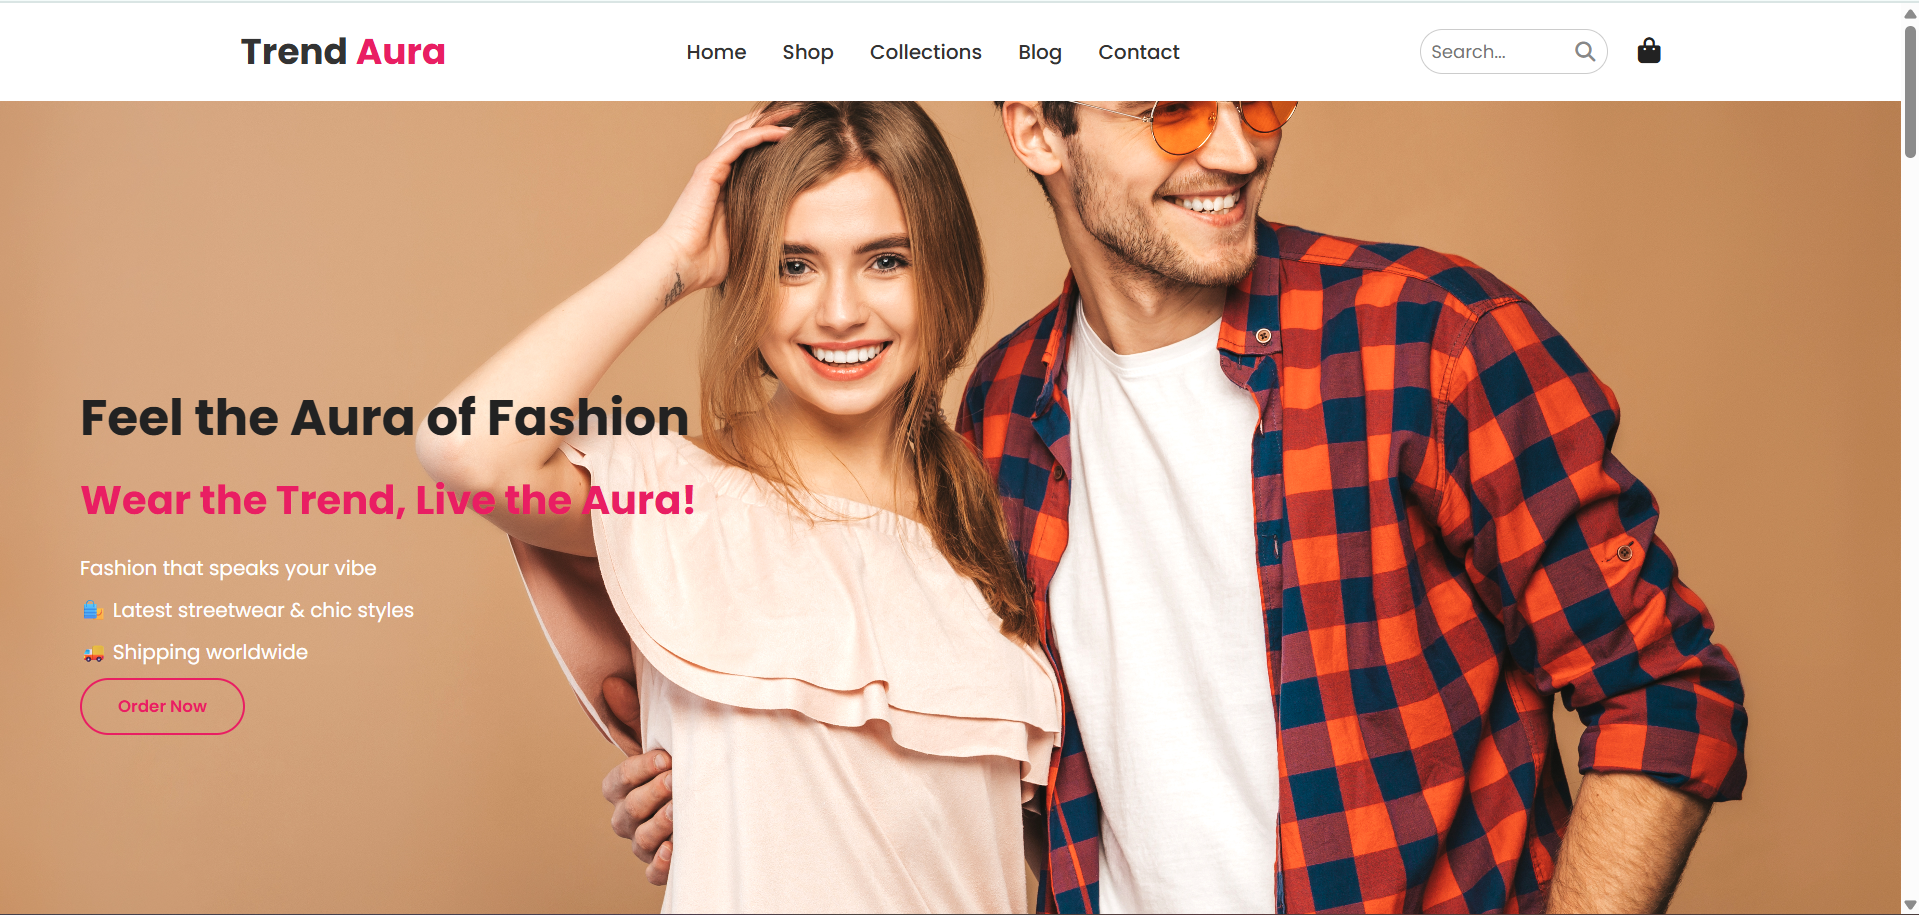 Trend Aura
Home Shop Collections Blog Contact
Search...
Feel the Aura of Fashion
Wear the Trend, Live the Aura!
Fashion that speaks your vibe
🛍️ Latest streetwear & chic styles
🚚 Shipping worldwide
Order Now